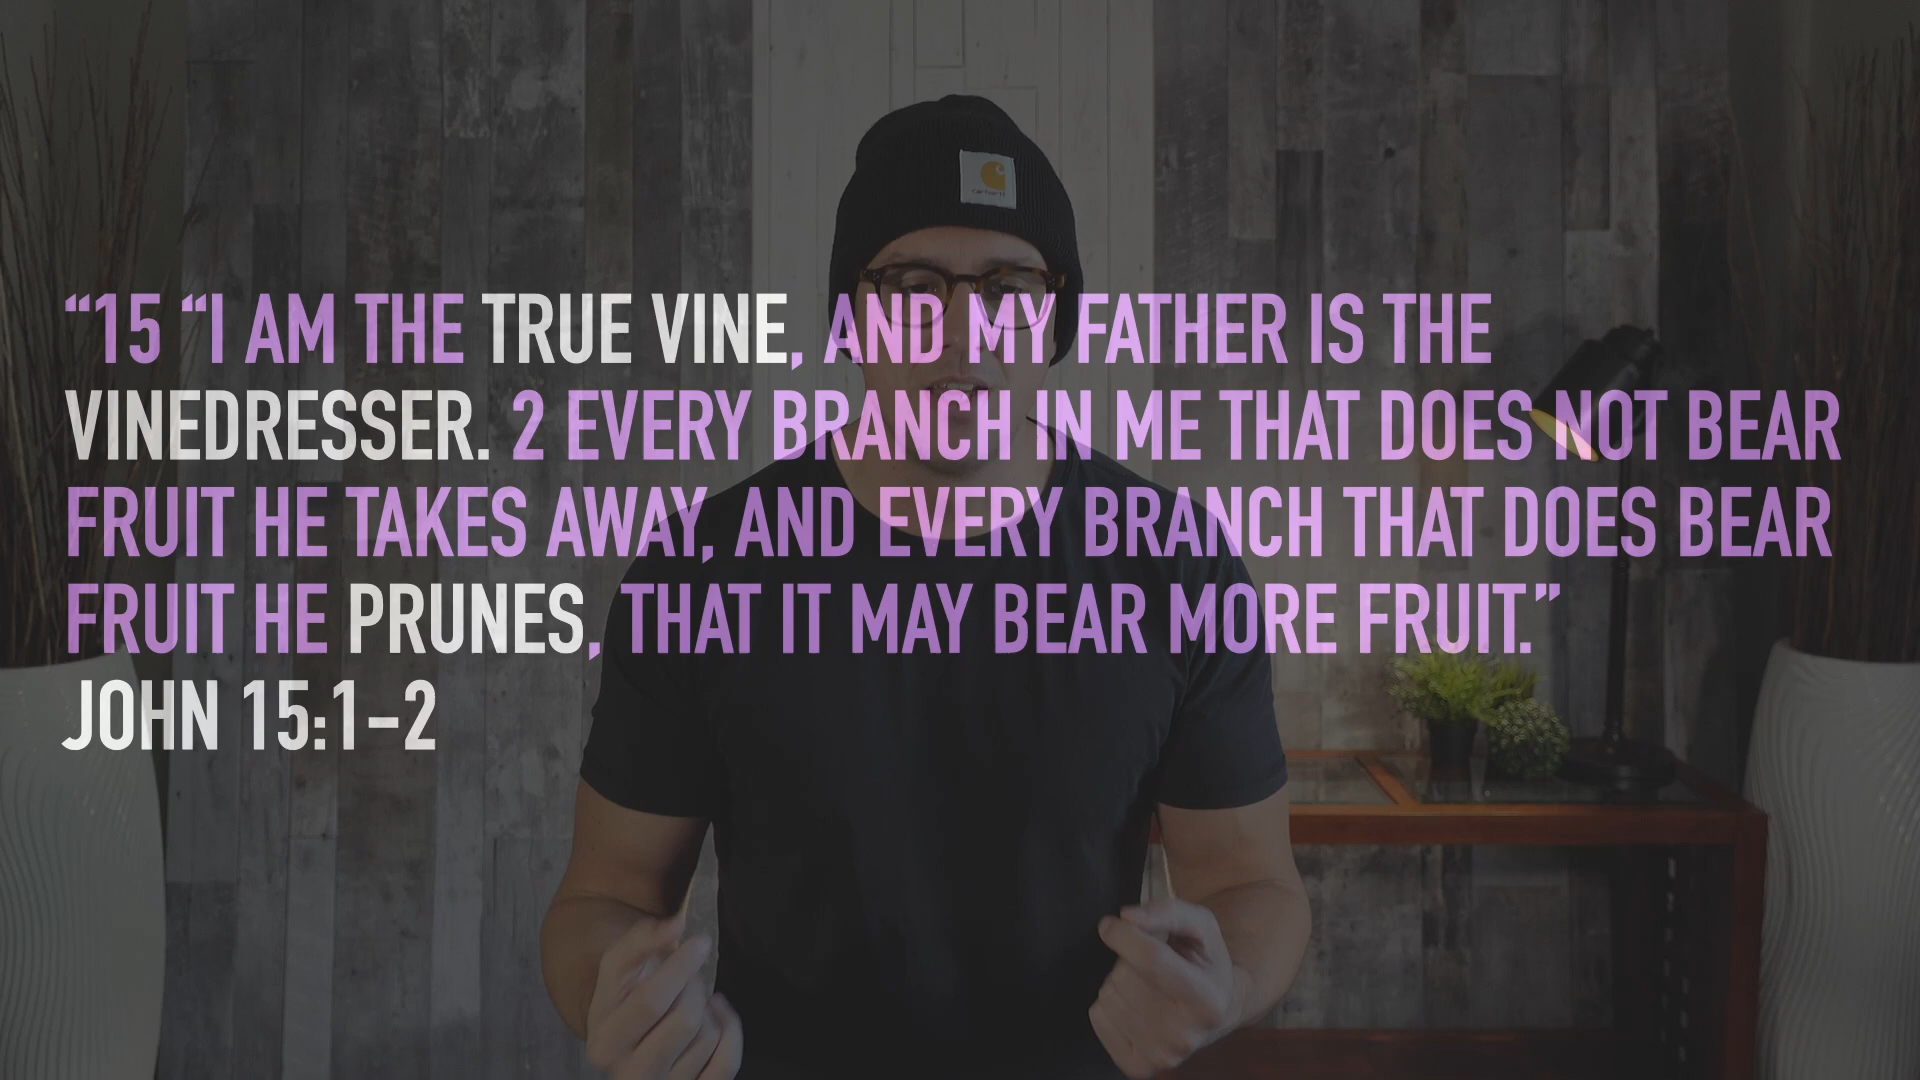 carhartt
“15 “I AM THE TRUE VINE, AND MY FATHER IS THE
VINEDRESSER. 2 EVERY BRANCH IN ME THAT DOES NOT BEAR
FRUIT HE TAKES AWAY, AND EVERY BRANCH THAT DOES BEAR
FRUIT HE PRUNES, THAT IT MAY BEAR MORE FRUIT.”
JOHN 15:1–2